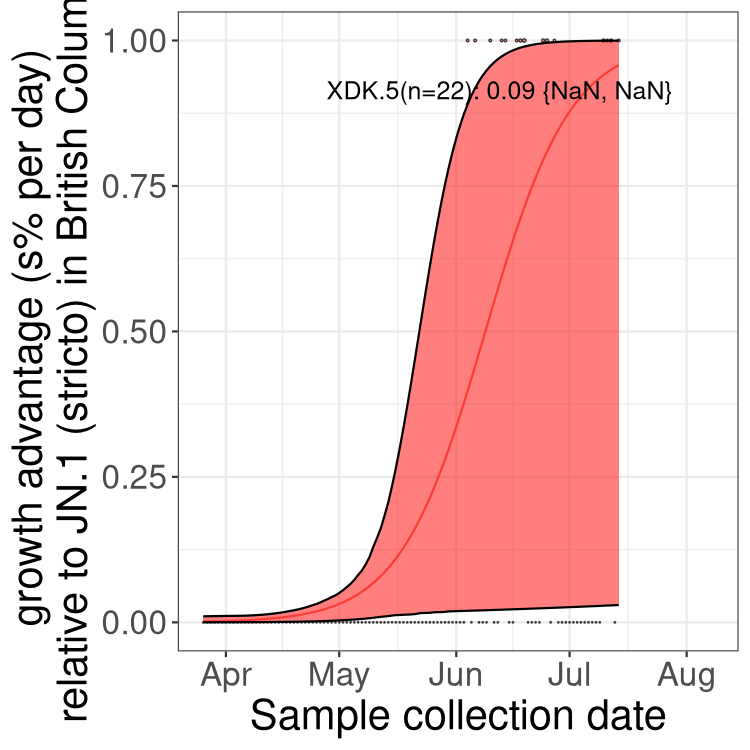 growth advantage (s% per day)
relative to JN.1 (stricto) in British Colum
1.00
0.75
0.50
0.25
0.00
XDK.5(n=22): 0.09 {NaN, NaN}
Apr May Jun Jul Aug
Sample collection date